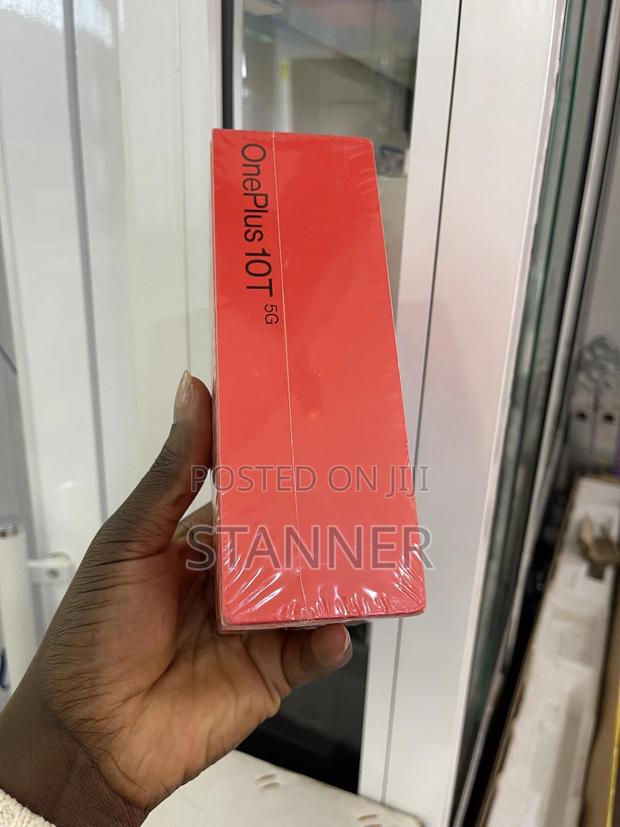 OnePlus 10T 5G
POSTED ON JIJI
STANNER